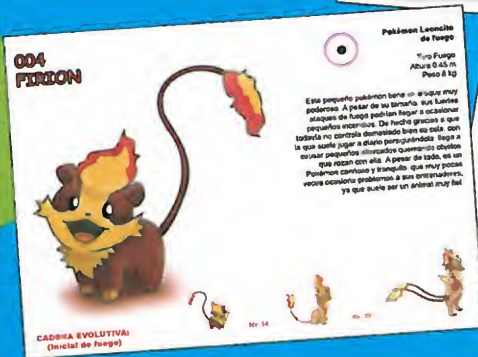 004
FIRION
Pokémon Leoncito
de fuego
Tipo Fuego
Altura 0.45 m
Peso 8 kg
Este pequeño pokémon tiene un ataque muy
poderoso. A pesar de su tamaño, sus fuertes
ataques de fuego podrían llegar a ocasionar
pequeños incendios. De hecho gracias a que
todavía no controla demasiado bien su cola, con
la que suele jugar a diario persiguiéndola llega a
causar pequeños altercados quemando objetos
que rozan con ella. A pesar de todo, es un
Pokémon cariñoso y tranquilo que muy pocas
veces ocasiona problemas a sus entrenadores,
ya que suele ser un animal muy fiel
Nv. 14
CADENA EVOLUTIVA:
(Inicial de fuego)